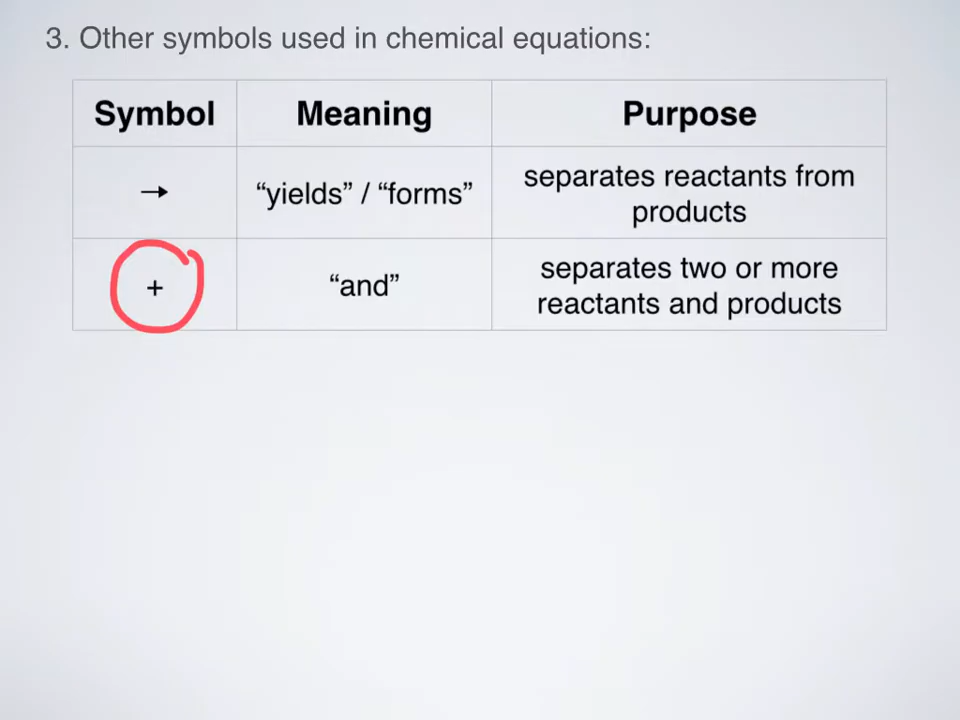 3. Other symbols used in chemical equations:
Symbol Meaning Purpose
→ “yields” / “forms” separates reactants from
products
+ “and” separates two or more
reactants and products